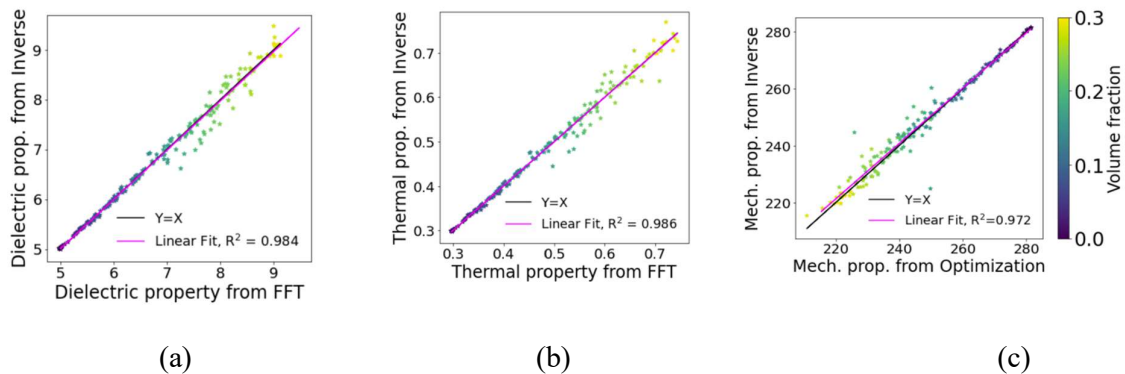 9
8
7
6
5
5 6 7 8 9
Dielectric prop. from Inverse
Dielectric property from FFT
Y=X
Linear Fit, R² = 0.984
(a)
0.7
0.6
0.5
0.4
0.3
0.3 0.4 0.5 0.6 0.7
Thermal prop. from Inverse
Thermal property from FFT
Y=X
Linear Fit, R² = 0.986
(b)
280
260
240
220
220 240 260 280
Mech. prop. from Inverse
Mech. prop. from Optimization
Y=X
Linear Fit, R²=0.972
(c)
0.3
0.2
0.1
0.0
Volume fraction